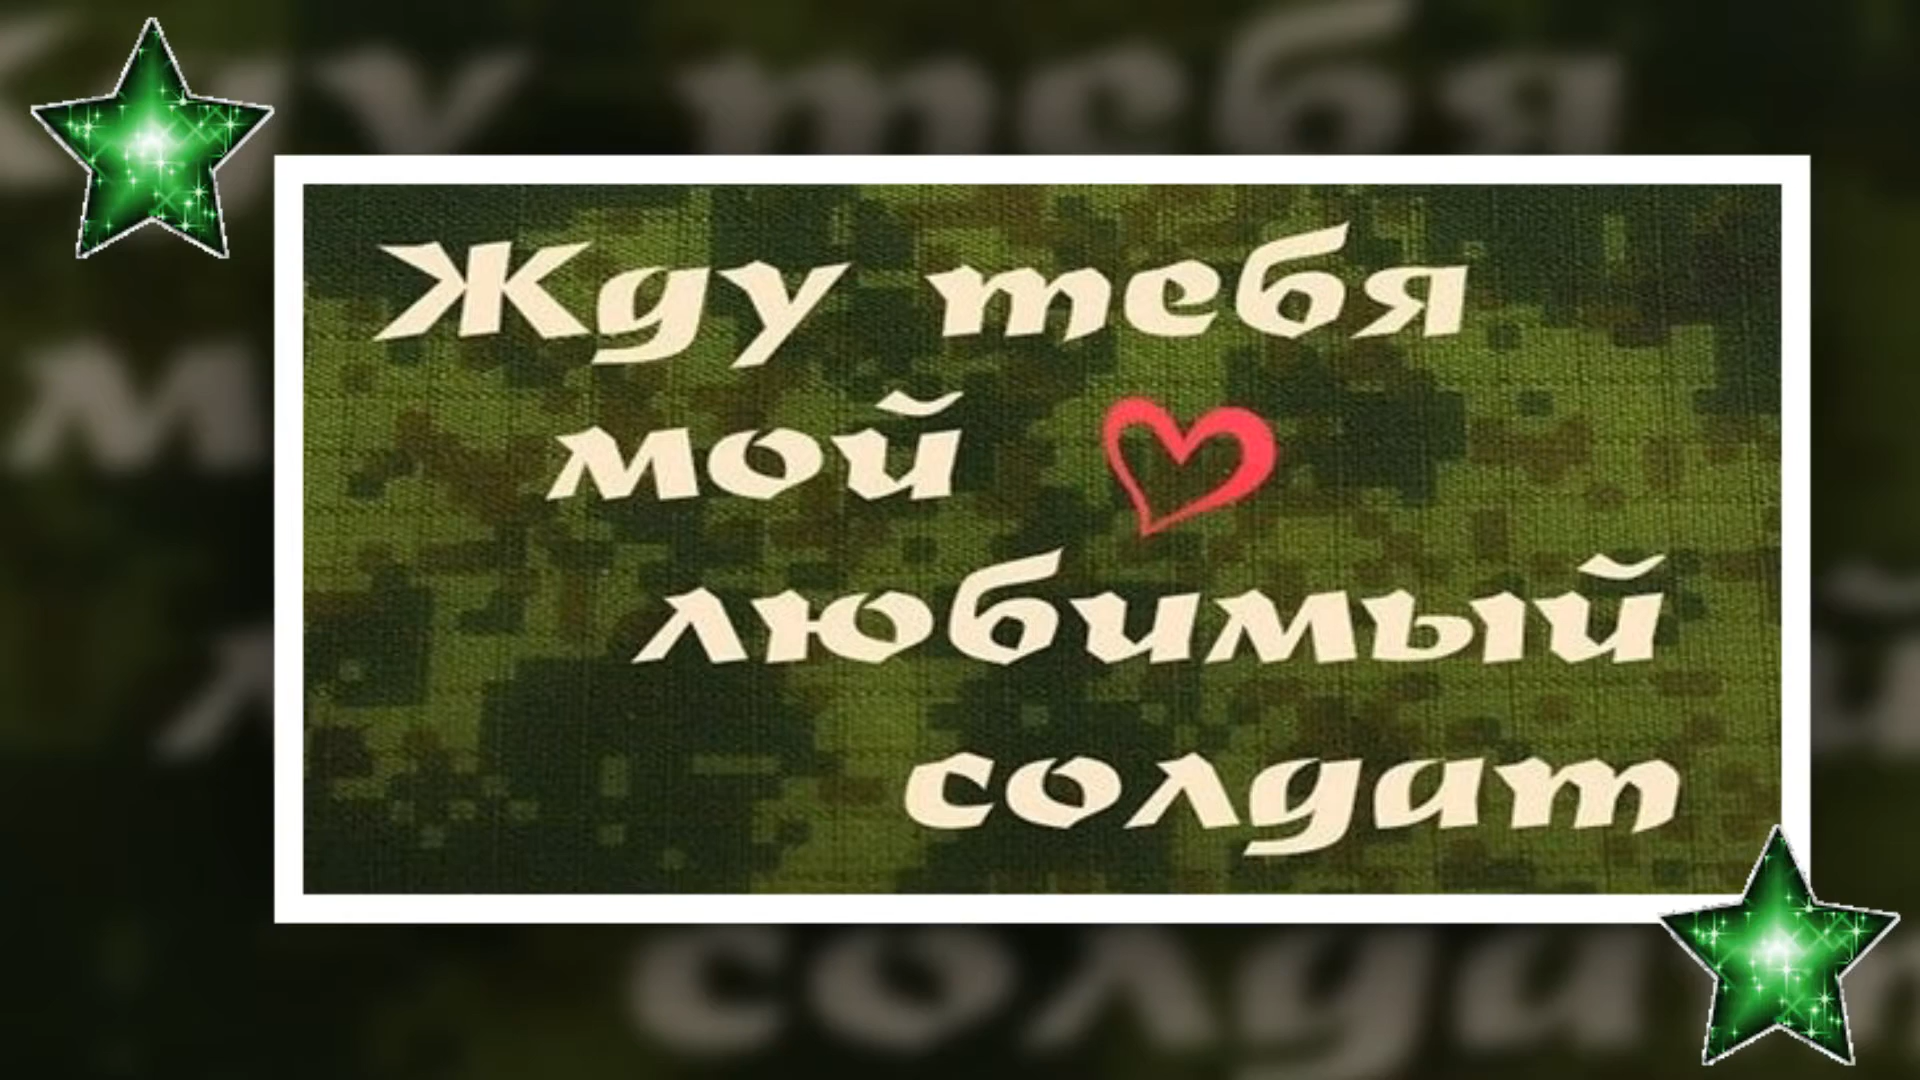 Жду тебя
мой
любимый
солдат